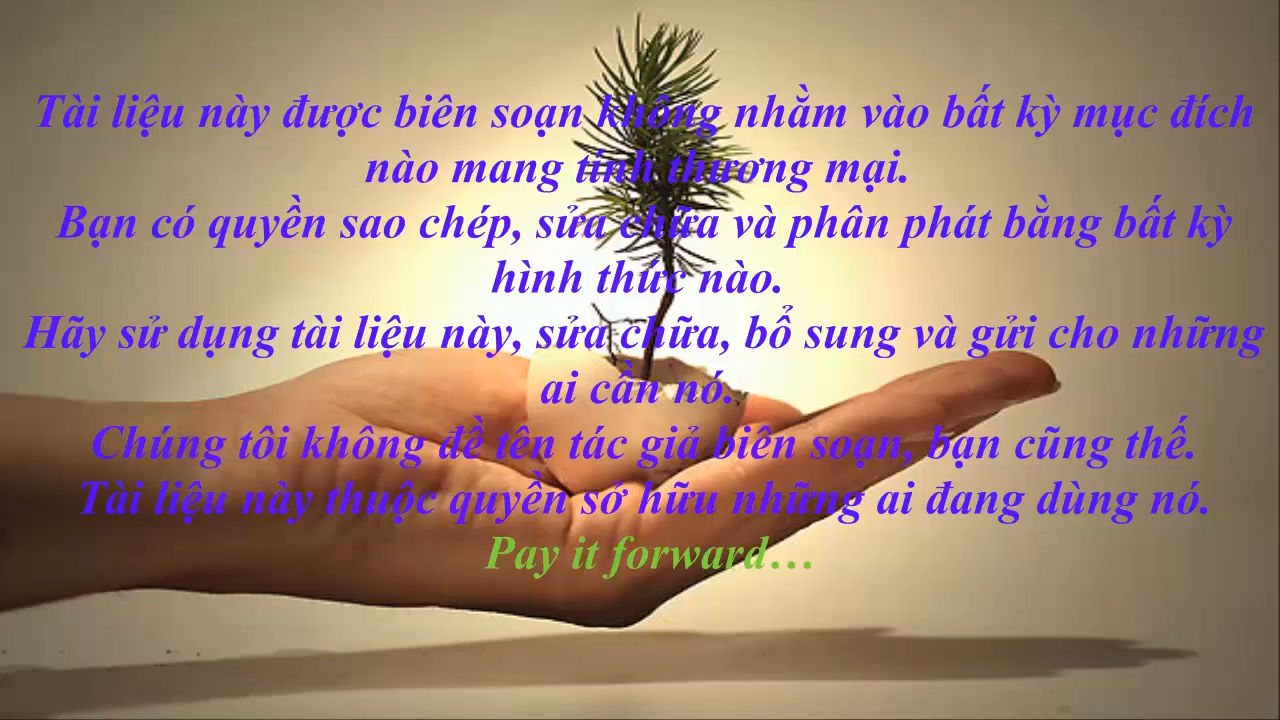 Tài liệu này được biên soạn không nhằm vào bất kỳ mục đích
nào mang tính thương mại.
Bạn có quyền sao chép, sửa chữa và phân phát bằng bất kỳ
hình thức nào.
Hãy sử dụng tài liệu này, sửa chữa, bổ sung và gửi cho những
ai cần nó.
Chúng tôi không đề tên tác giả biên soạn, bạn cũng thế.
Tài liệu này thuộc quyền sớ hữu những ai đang dùng nó.
Pay it forward…